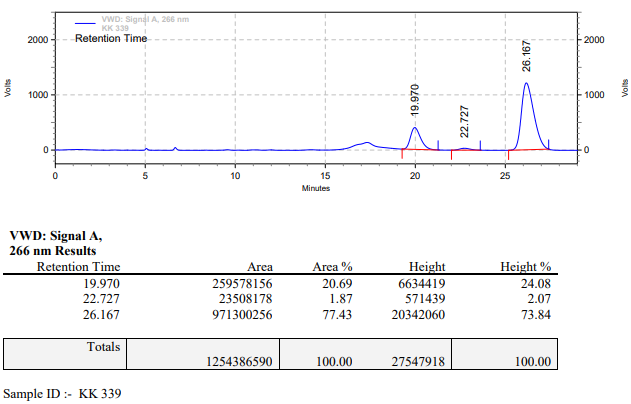 VWD: Signal A, 266 nm
KK 339
Retention Time
2000
1000
0
Volts
19.970
22.727
26.167
2000
1000
0
Volts
0 5 10 15 20 25
Minutes
VWD: Signal A,
266 nm Results
Retention Time Area Area % Height Height %
19.970 259578156 20.69 6634419 24.08
22.727 23508178 1.87 571439 2.07
26.167 971300256 77.43 20342060 73.84
Totals
1254386590 100.00 27547918 100.00
Sample ID :- KK 339